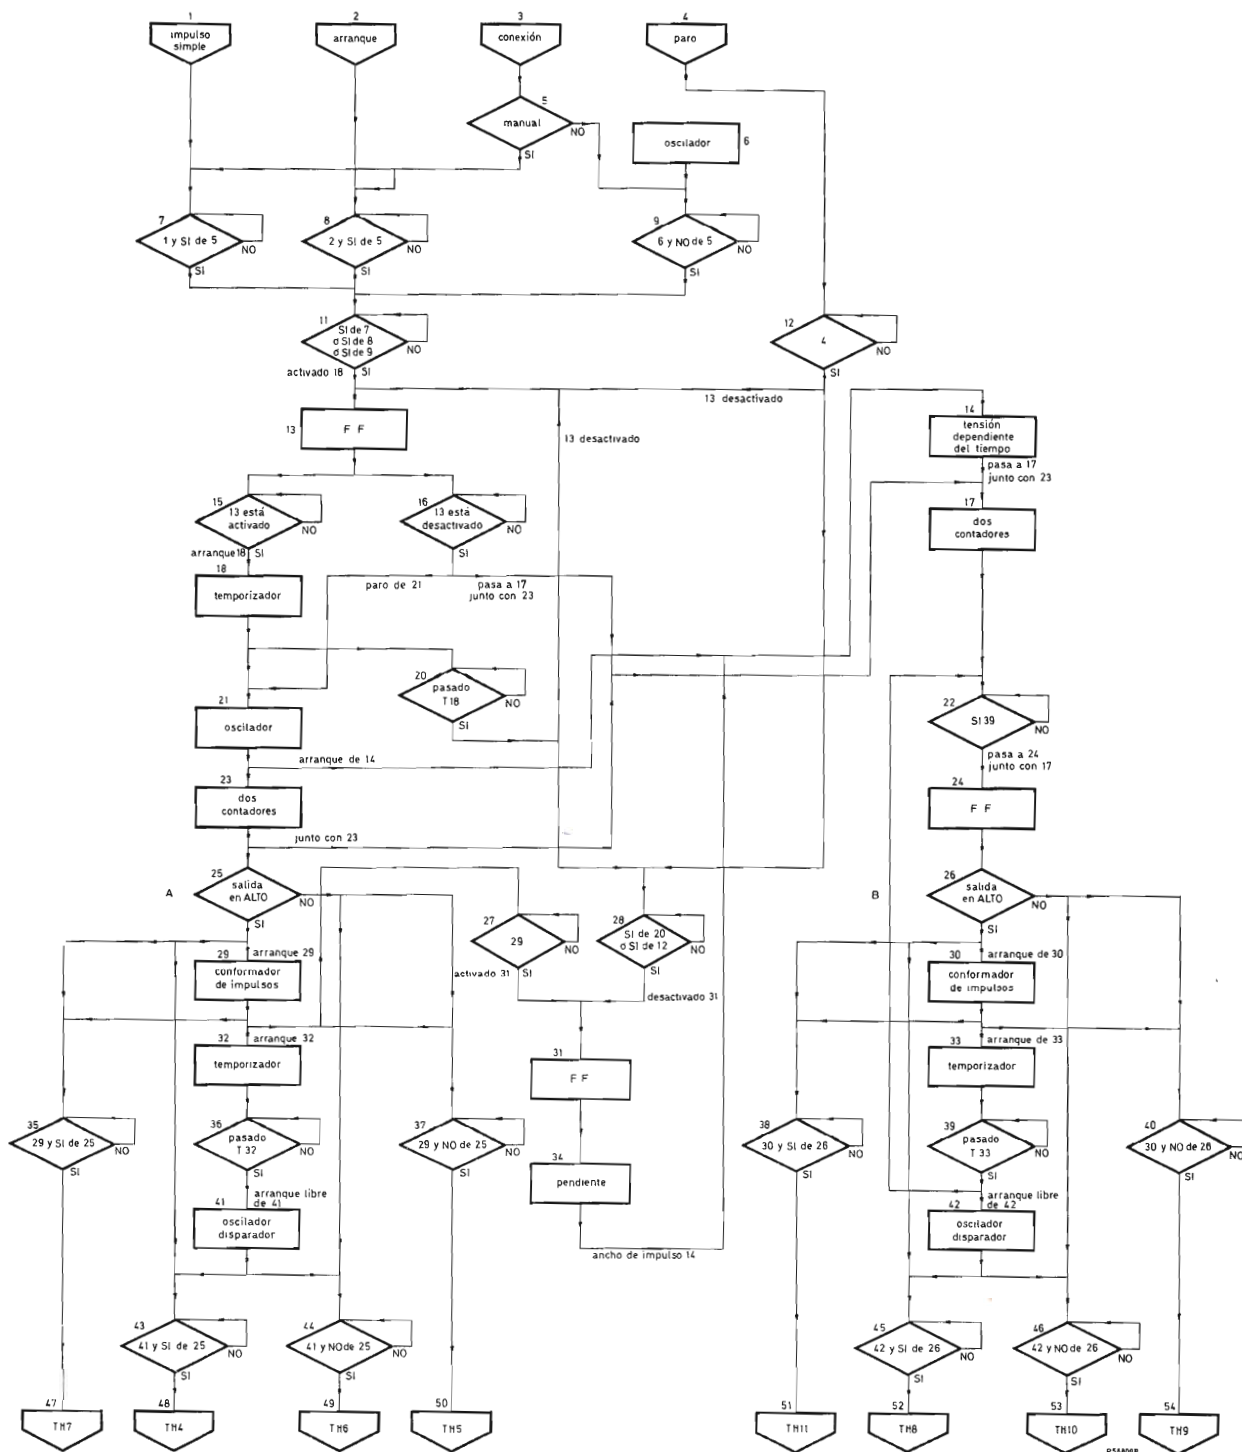 1
impulso
simple
2
arranque
3
conexión
4
paro
5
manual
NO
SI
oscilador
6
7
1 y SI de 5
NO
SI
8
2 y SI de 5
NO
SI
9
6 y NO de 5
NO
SI
11
SI de 7
ó SI de 8
ó SI de 9
NO
activado 18
SI
12
4
NO
SI
13 desactivado
13
F F
13 desactivado
14
tensión
dependiente
del tiempo
pasa a 17
junto con 23
15
13 está
activado
NO
arranque 18
SI
16
13 está
desactivado
NO
SI
17
dos
contadores
18
temporizador
paro de 21
pasa a 17
junto con 23
20
pasado
T 18
NO
SI
21
oscilador
arranque de 14
22
SI 39
NO
pasa a 24
junto con 17
23
dos
contadores
junto con 23
24
F F
A
25
salida
en ALTO
NO
SI
B
26
salida
en ALTO
NO
SI
27
29
NO
activado 31
SI
28
SI de 20
ó SI de 12
NO
SI
desactivado 31
arranque 29
29
conformador
de impulsos
arranque de 30
30
conformador
de impulsos
arranque 32
32
temporizador
31
F F
arranque de 33
33
temporizador
35
29 y SI de 25
NO
SI
36
pasado
T 32
NO
SI
37
29 y NO de 25
NO
SI
34
pendiente
38
30 y SI de 26
NO
SI
39
pasado
T 33
NO
SI
40
30 y NO de 26
NO
SI
arranque libre
de 41
41
oscilador
disparador
ancho de impulso 14
arranque libre
de 42
42
oscilador
disparador
43
41 y SI de 25
NO
SI
44
41 y NO de 25
NO
SI
45
42 y SI de 26
NO
SI
46
42 y NO de 26
NO
SI
47
TH7
48
TH4
49
TH6
50
TH5
51
TH11
52
TH8
53
TH10
54
TH9